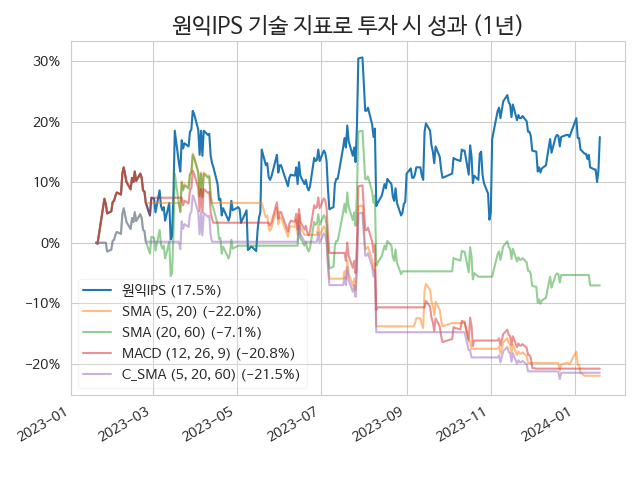 원익IPS 기술 지표로 투자 시 성과 (1년)
30%
20%
10%
0%
−10%
−20%
원익IPS (17.5%)
SMA (5, 20) (−22.0%)
SMA (20, 60) (−7.1%)
MACD (12, 26, 9) (−20.8%)
C_SMA (5, 20, 60) (−21.5%)
2023-01
2023-03
2023-05
2023-07
2023-09
2023-11
2024-01